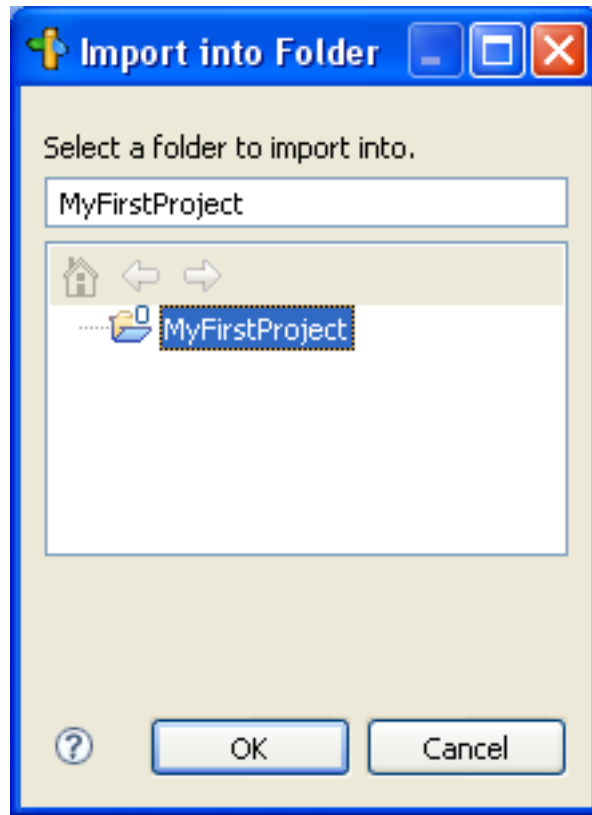 Import into Folder
Select a folder to import into.
MyFirstProject
MyFirstProject
?
OK Cancel